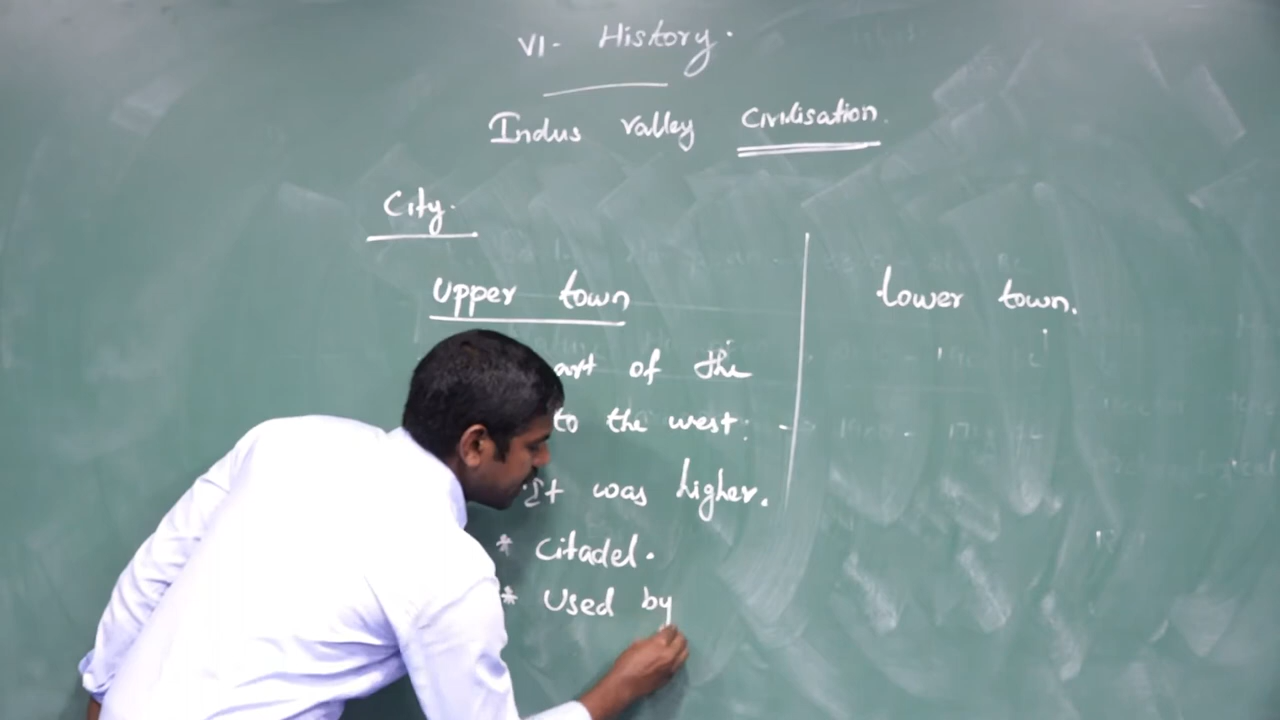 VI- History.
Indus Valley Civilisation.
City.
Upper town
Lower town.
of the
to the west.
It was higher.
* Citadel.
* Used by